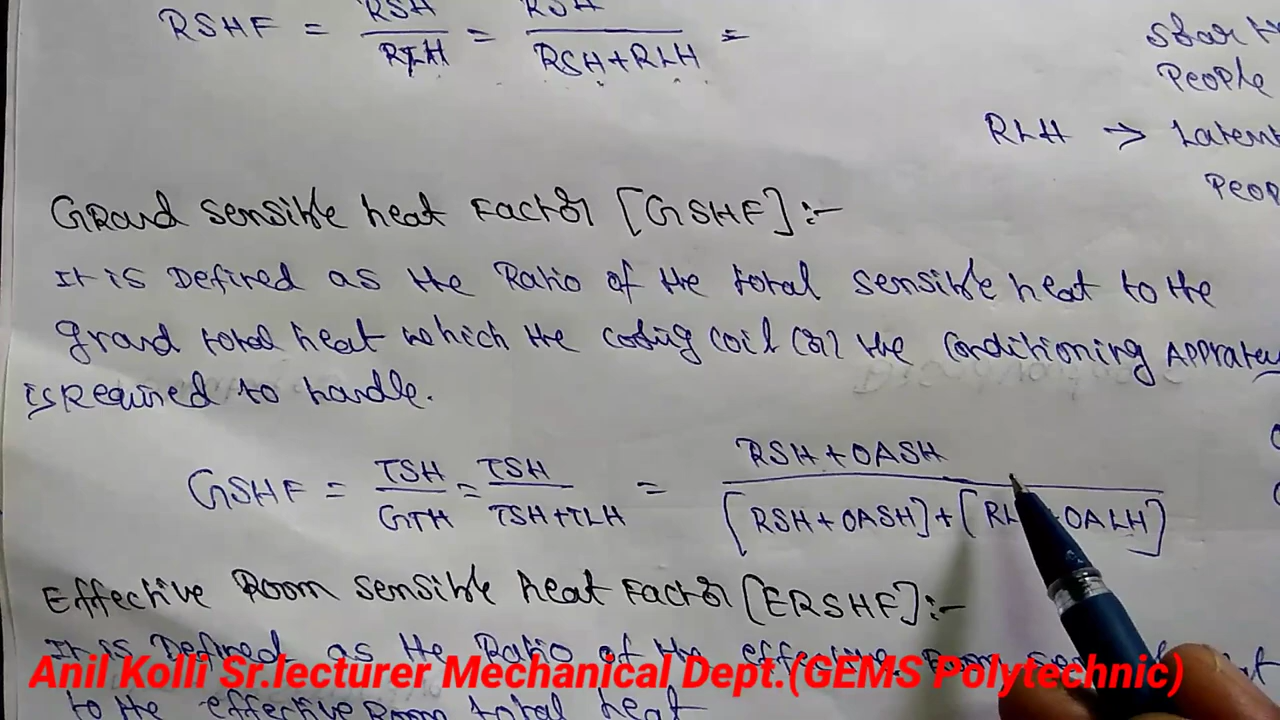 RSHF = RSH / RTH = RSH / RSH+RLH =
People
RLH → Latent
Peop
Grand sensible heat Factor [GSHF]:-
It is Defined as the Ratio of the total sensible heat to the
grand total heat which the cooling coil (or) the Conditioning Appratus
is Required to handle.
GSHF = TSH / GTH = TSH / TSH+TLH = RSH+OASH / [RSH+OASH]+[RL OALH]
Effective Room sensible heat Factor [ERSHF]:-
It is Defined as the Ratio of the effective Room sen
to the effective Room total heat
Anil Kolli Sr.lecturer Mechanical Dept.(GEMS Polytechnic)